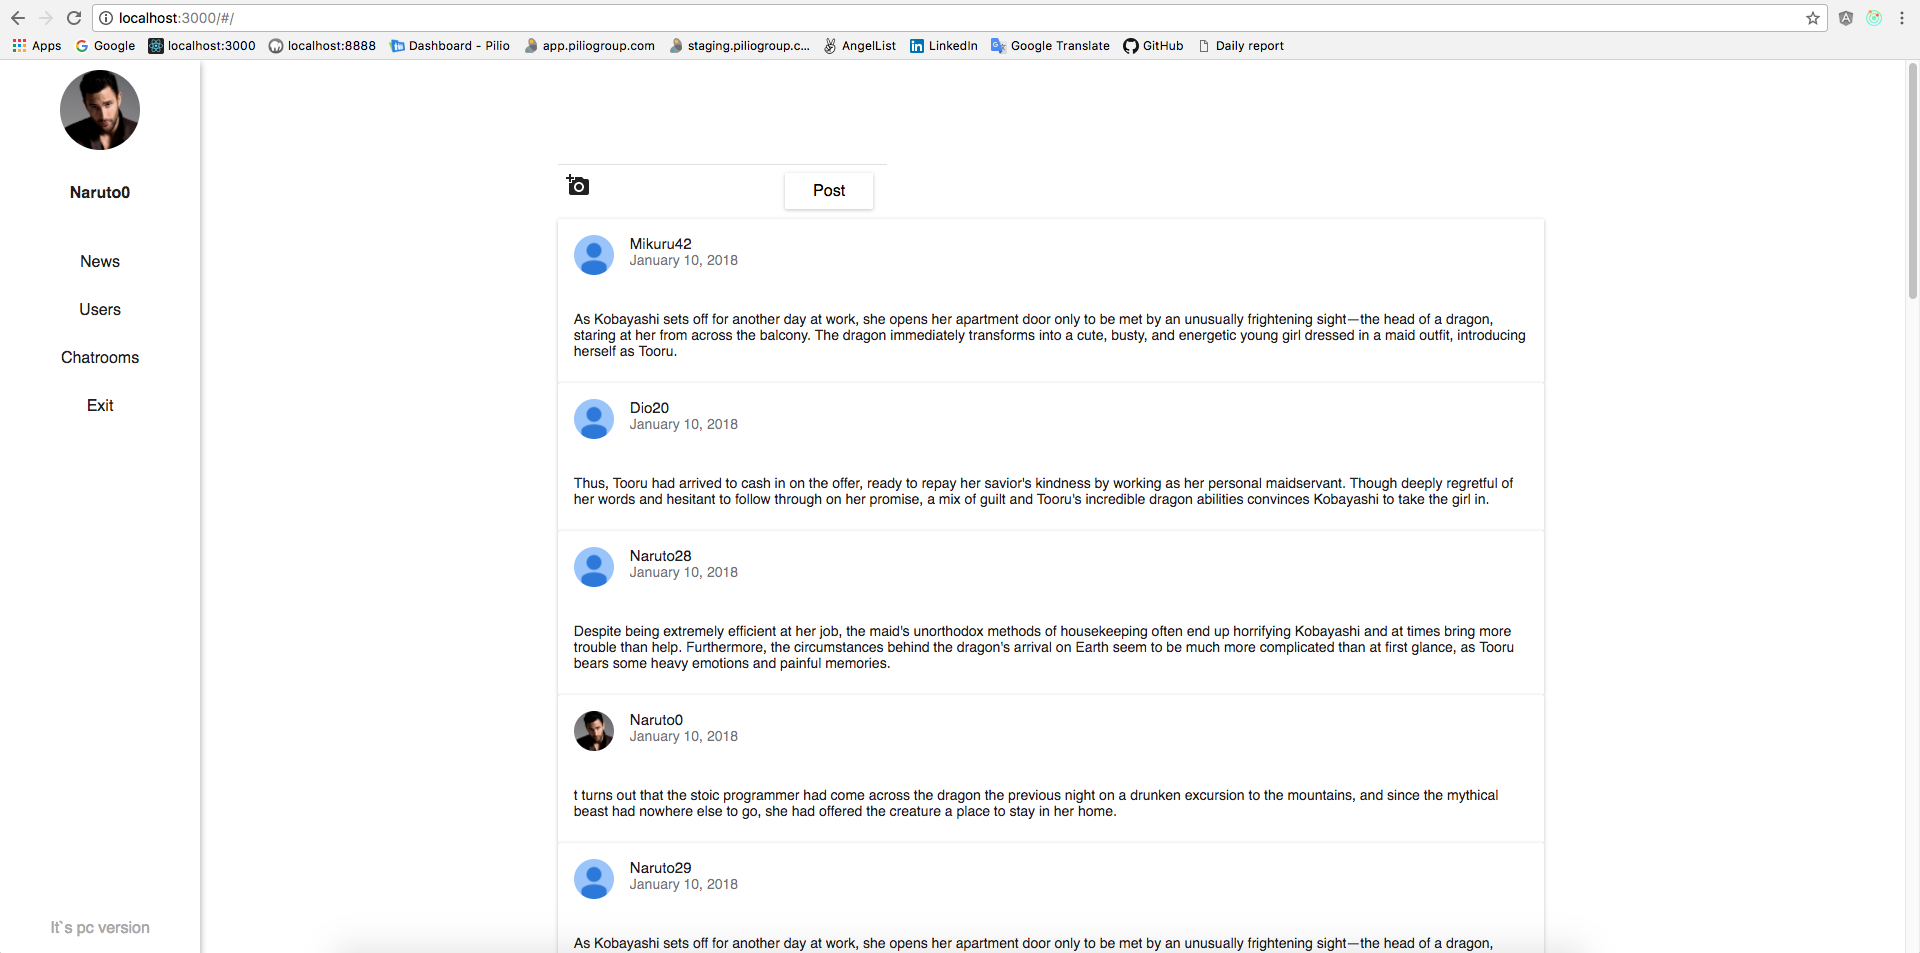 localhost:3000/#/
Apps Google localhost:3000 localhost:8888 Dashboard - Pilio app.piliogroup.com staging.piliogroup.c... AngelList LinkedIn Google Translate GitHub Daily report
Naruto0
News
Users
Chatrooms
Exit
It`s pc version
Post
Mikuru42
January 10, 2018
As Kobayashi sets off for another day at work, she opens her apartment door only to be met by an unusually frightening sight—the head of a dragon,
staring at her from across the balcony. The dragon immediately transforms into a cute, busty, and energetic young girl dressed in a maid outfit, introducing
herself as Tooru.
Dio20
January 10, 2018
Thus, Tooru had arrived to cash in on the offer, ready to repay her savior's kindness by working as her personal maidservant. Though deeply regretful of
her words and hesitant to follow through on her promise, a mix of guilt and Tooru's incredible dragon abilities convinces Kobayashi to take the girl in.
Naruto28
January 10, 2018
Despite being extremely efficient at her job, the maid's unorthodox methods of housekeeping often end up horrifying Kobayashi and at times bring more
trouble than help. Furthermore, the circumstances behind the dragon's arrival on Earth seem to be much more complicated than at first glance, as Tooru
bears some heavy emotions and painful memories.
Naruto0
January 10, 2018
t turns out that the stoic programmer had come across the dragon the previous night on a drunken excursion to the mountains, and since the mythical
beast had nowhere else to go, she had offered the creature a place to stay in her home.
Naruto29
January 10, 2018
As Kobayashi sets off for another day at work, she opens her apartment door only to be met by an unusually frightening sight—the head of a dragon,